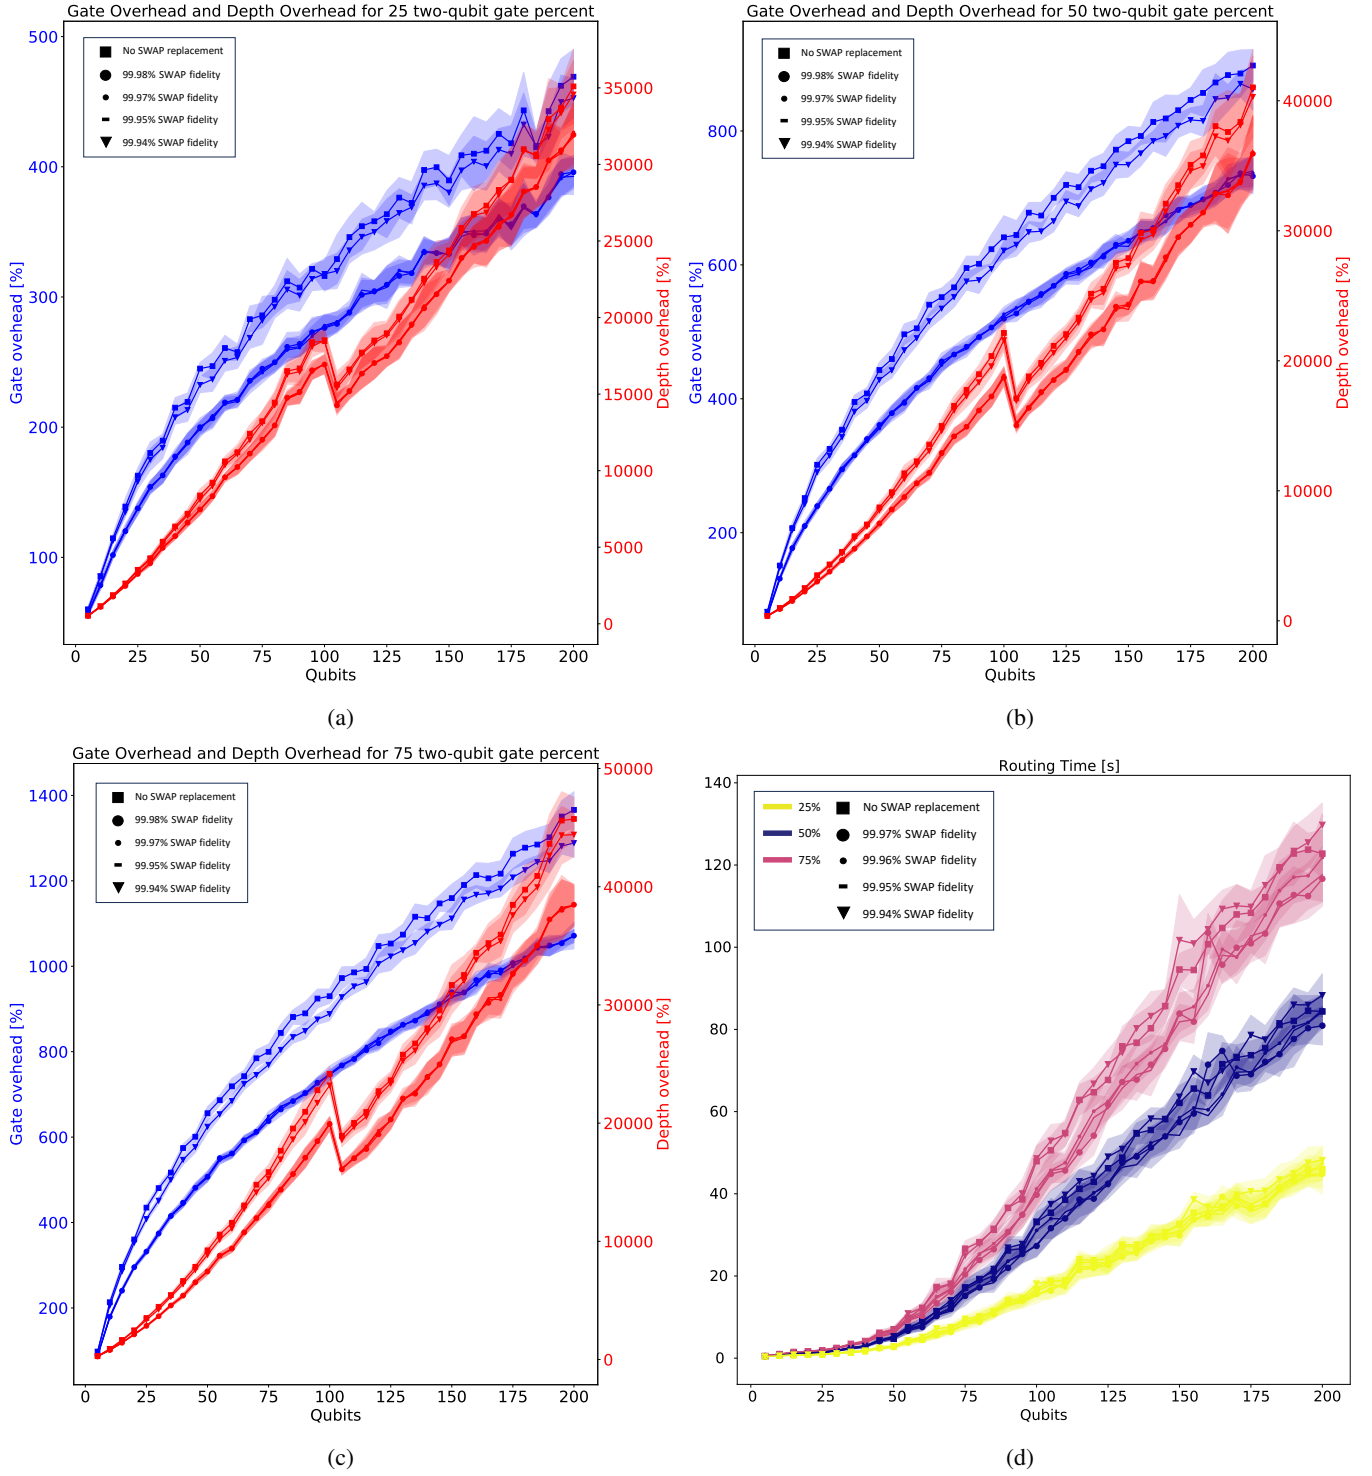 Gate Overhead and Depth Overhead for 25 two-qubit gate percent
No SWAP replacement
99.98% SWAP fidelity
99.97% SWAP fidelity
99.95% SWAP fidelity
99.94% SWAP fidelity
500
400
300
200
100
Gate ovehead [%]
35000
30000
25000
20000
15000
10000
5000
0
Depth ovehead [%]
0 25 50 75 100 125 150 175 200
Qubits
(a)
Gate Overhead and Depth Overhead for 50 two-qubit gate percent
No SWAP replacement
99.98% SWAP fidelity
99.97% SWAP fidelity
99.95% SWAP fidelity
99.94% SWAP fidelity
800
600
400
200
Gate ovehead [%]
40000
30000
20000
10000
0
Depth ovehead [%]
0 25 50 75 100 125 150 175 200
Qubits
(b)
Gate Overhead and Depth Overhead for 75 two-qubit gate percent
No SWAP replacement
99.98% SWAP fidelity
99.97% SWAP fidelity
99.95% SWAP fidelity
99.94% SWAP fidelity
1400
1200
1000
800
600
400
200
Gate ovehead [%]
50000
40000
30000
20000
10000
0
Depth ovehead [%]
0 25 50 75 100 125 150 175 200
Qubits
(c)
Routing Time [s]
25% No SWAP replacement
50% 99.97% SWAP fidelity
75% 99.96% SWAP fidelity
99.95% SWAP fidelity
99.94% SWAP fidelity
140
120
100
80
60
40
20
0
0 25 50 75 100 125 150 175 200
Qubits
(d)